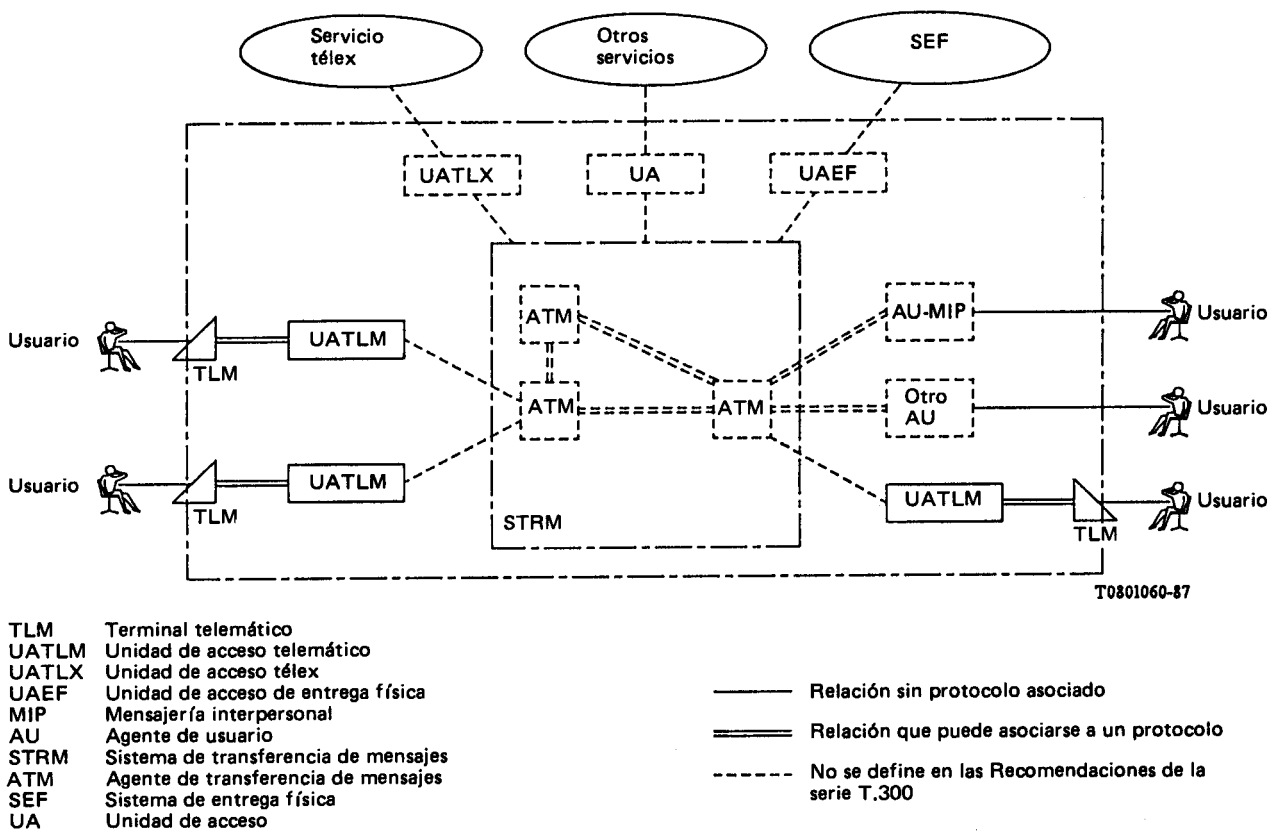 Servicio
télex
Otros
servicios
SEF
UATLX
UA
UAEF
ATM
AU-MIP
Usuario
Usuario
UATLM
TLM
ATM
ATM
Otro
AU
Usuario
Usuario
UATLM
TLM
STRM
UATLM
TLM
Usuario
T0801060-87
TLM Terminal telemático
UATLM Unidad de acceso telemático
UATLX Unidad de acceso télex
UAEF Unidad de acceso de entrega física
MIP Mensajería interpersonal
AU Agente de usuario
STRM Sistema de transferencia de mensajes
ATM Agente de transferencia de mensajes
SEF Sistema de entrega física
UA Unidad de acceso
Relación sin protocolo asociado
Relación que puede asociarse a un protocolo
No se define en las Recomendaciones de la
serie T.300